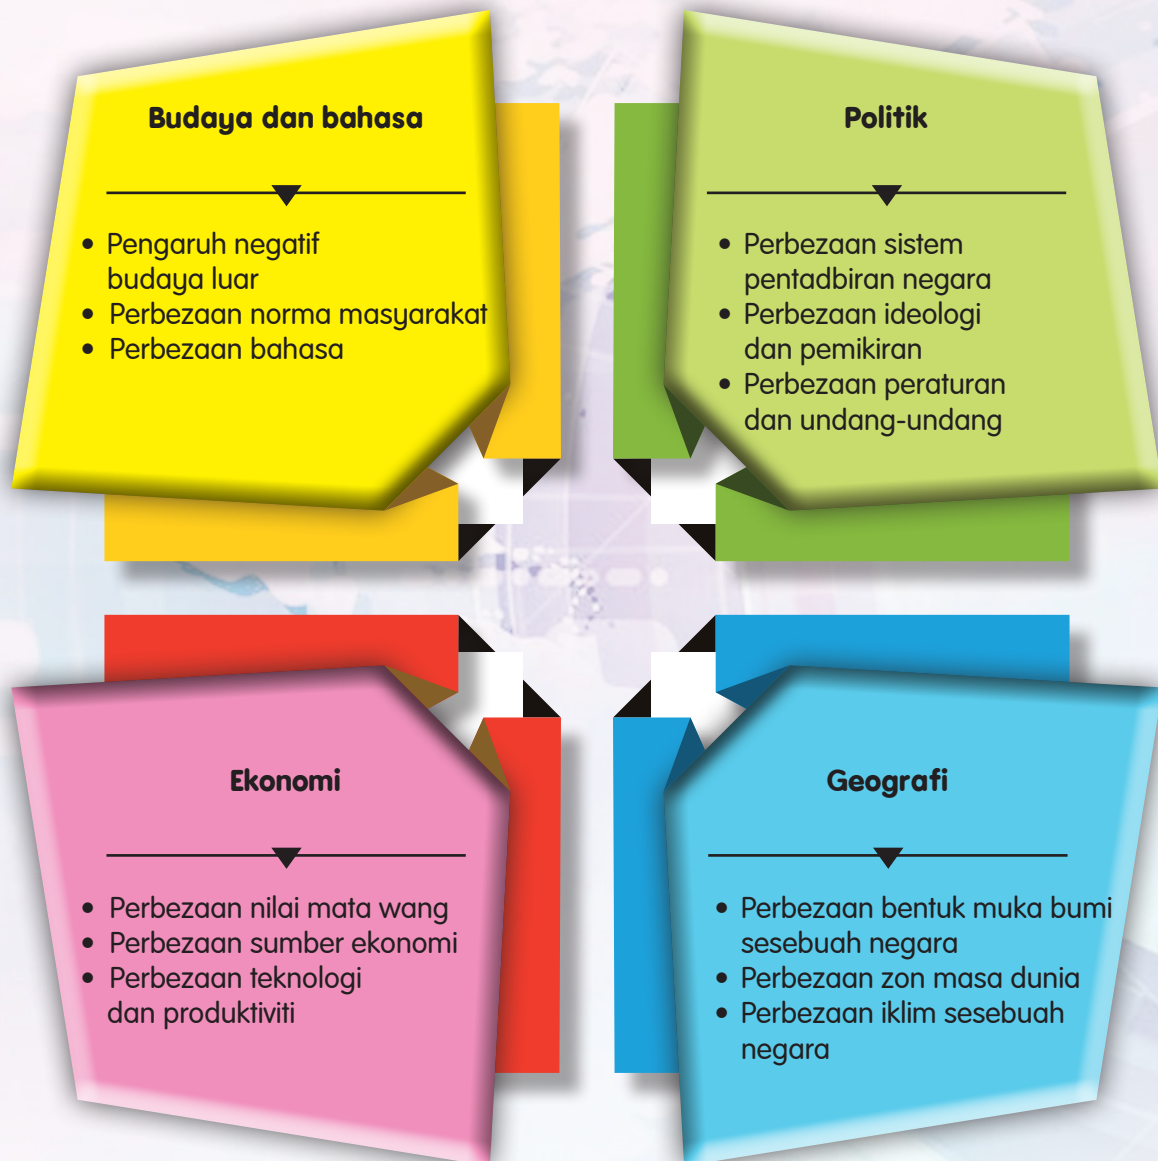 Budaya dan bahasa
• Pengaruh negatif
budaya luar
• Perbezaan norma masyarakat
• Perbezaan bahasa
Politik
• Perbezaan sistem
pentadbiran negara
• Perbezaan ideologi
dan pemikiran
• Perbezaan peraturan
dan undang-undang
Ekonomi
• Perbezaan nilai mata wang
• Perbezaan sumber ekonomi
• Perbezaan teknologi
dan produktiviti
Geografi
• Perbezaan bentuk muka bumi
sesebuah negara
• Perbezaan zon masa dunia
• Perbezaan iklim sesebuah
negara